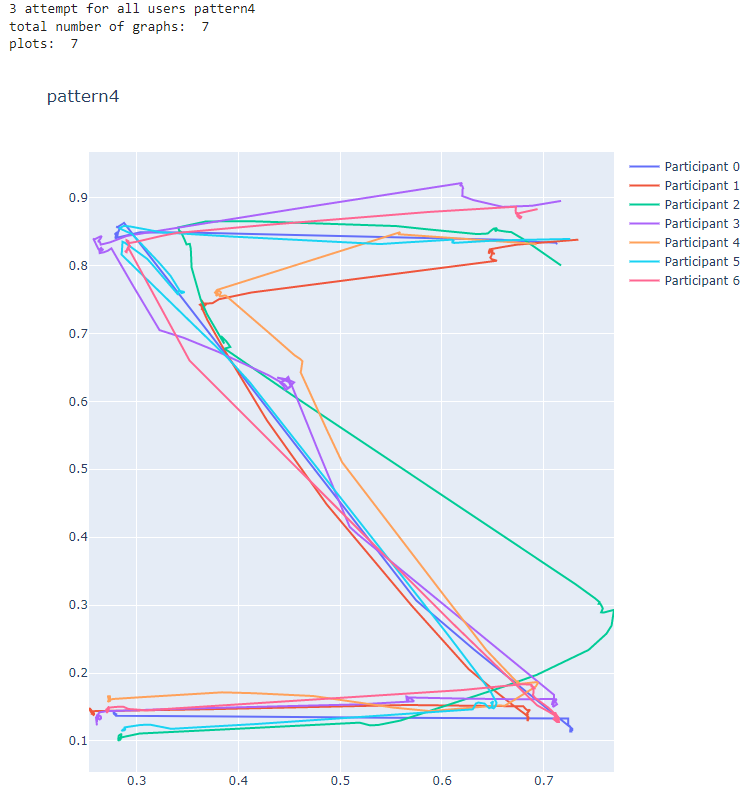 3 attempt for all users pattern4
total number of graphs:  7
plots:  7
pattern4
Participant 0
Participant 1
Participant 2
Participant 3
Participant 4
Participant 5
Participant 6
0.9
0.8
0.7
0.6
0.5
0.4
0.3
0.2
0.1
0.3 0.4 0.5 0.6 0.7